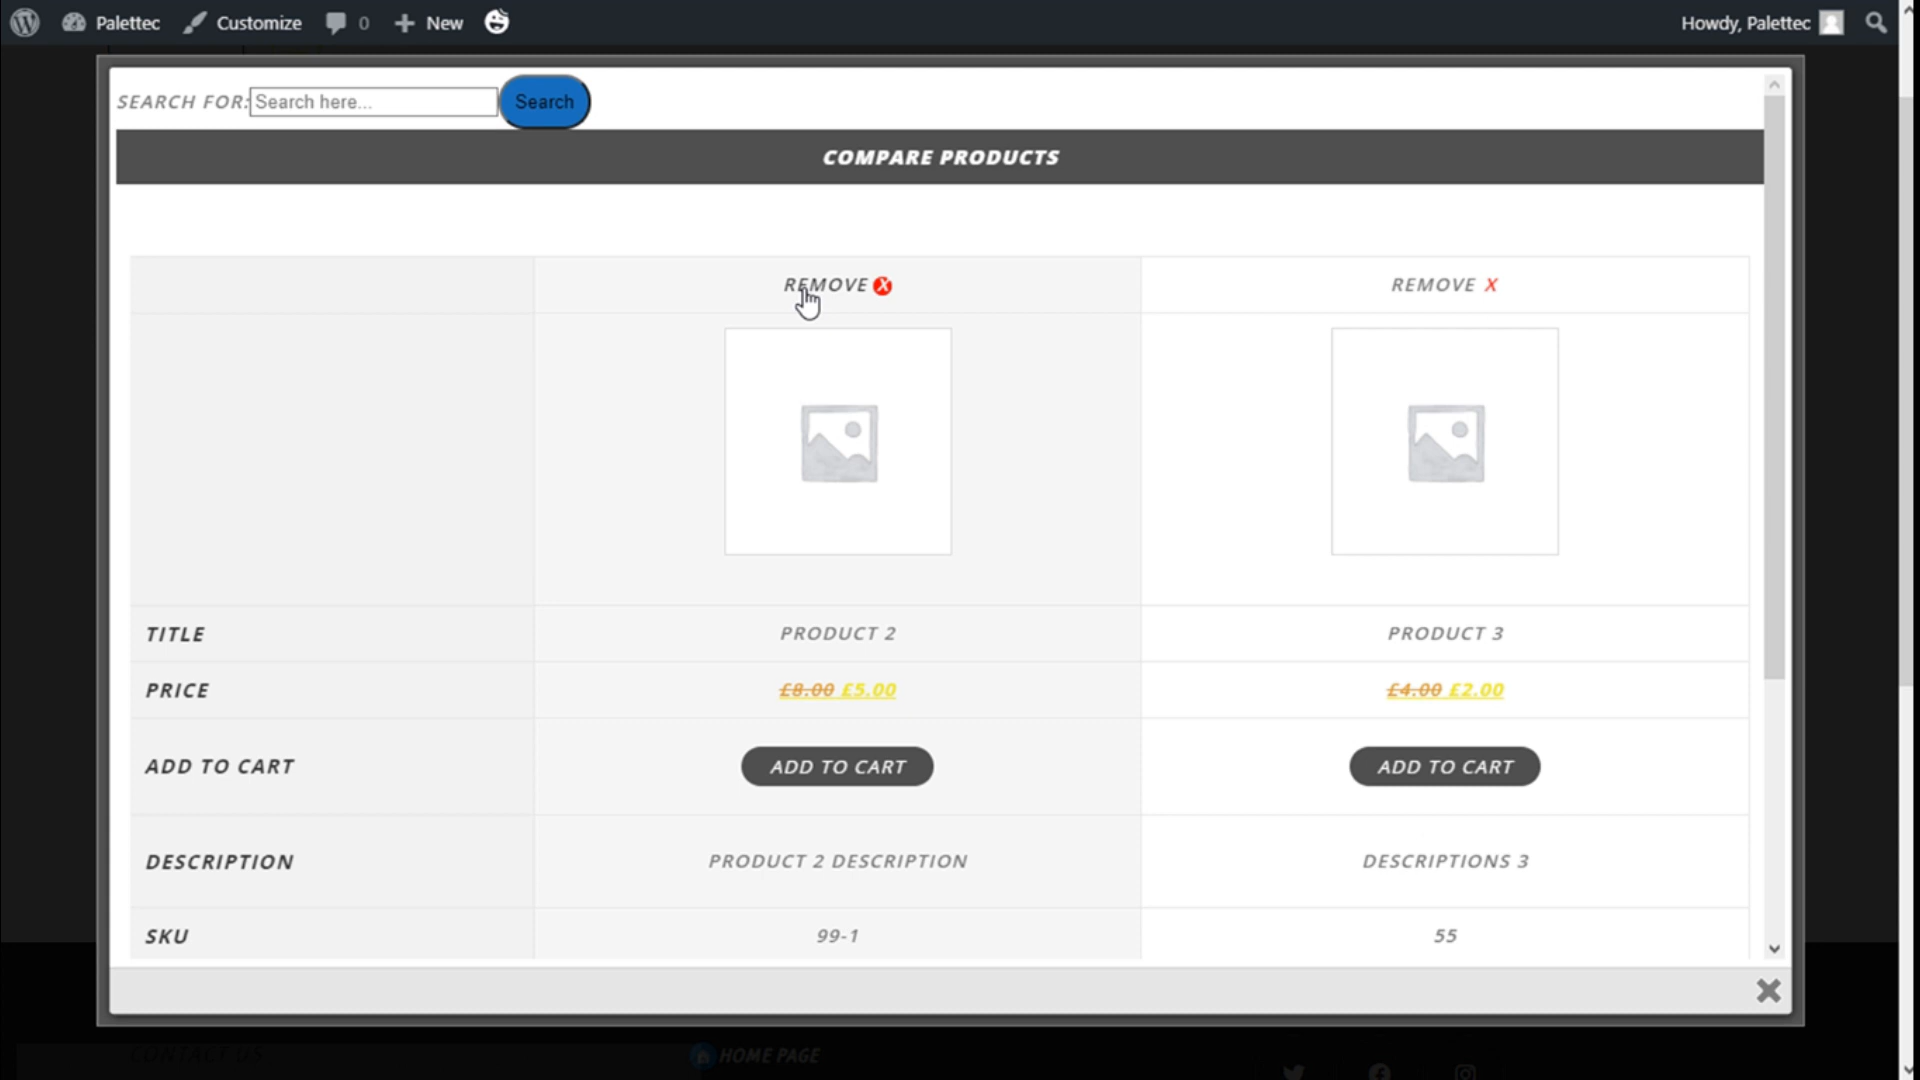 Palettec Customize 0 New Howdy, Palettec
SEARCH FOR: Search here... Search
COMPARE PRODUCTS
REMOVE X REMOVE X
TITLE PRODUCT 2 PRODUCT 3
PRICE £8.00 £5.00 £4.00 £2.00
ADD TO CART ADD TO CART ADD TO CART
DESCRIPTION PRODUCT 2 DESCRIPTION DESCRIPTIONS 3
SKU 99-1 55
CONTACT US HOME PAGE